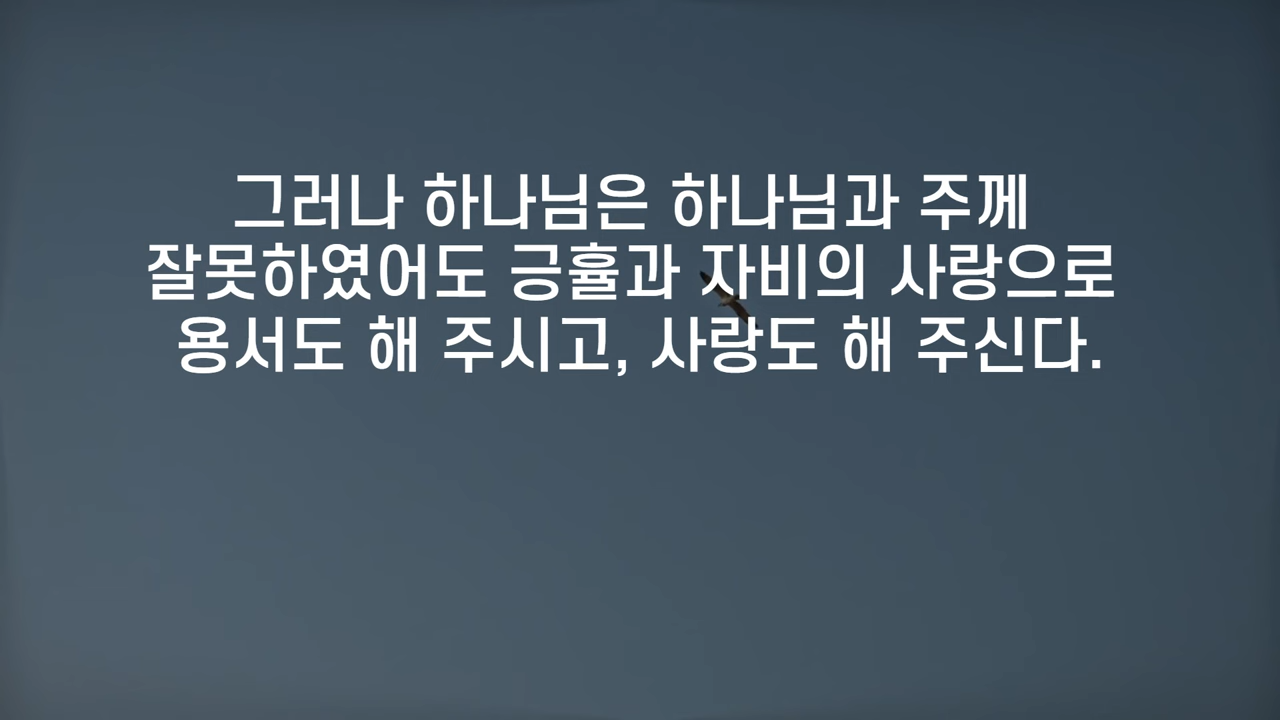 그러나 하나님은 하나님과 주께
잘못하였어도 긍휼과 자비의 사랑으로
용서도 해 주시고, 사랑도 해 주신다.